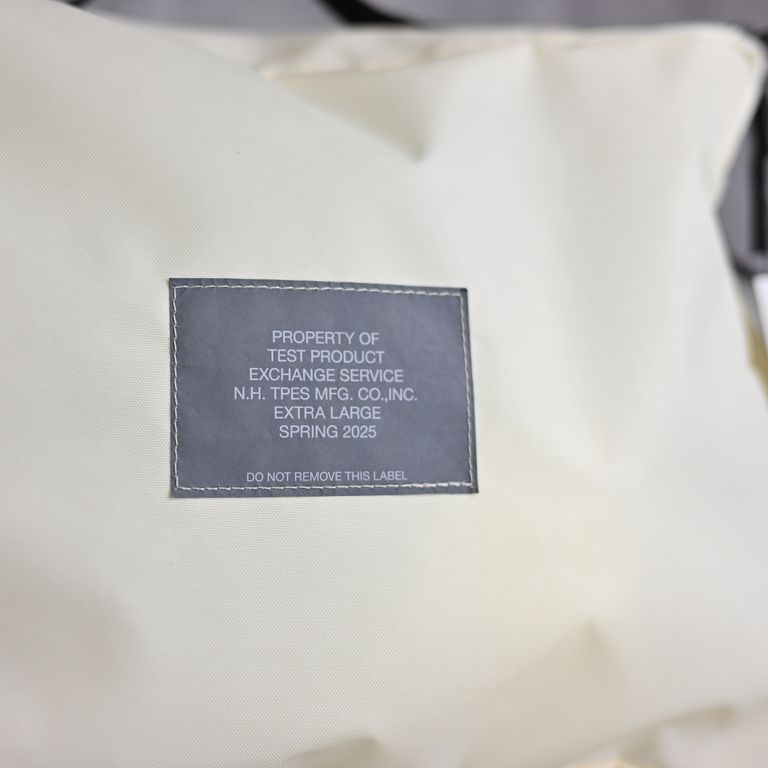 PROPERTY OF
TEST PRODUCT
EXCHANGE SERVICE
N.H. TPES MFG. CO.,INC.
EXTRA LARGE
SPRING 2025
DO NOT REMOVE THIS LABEL